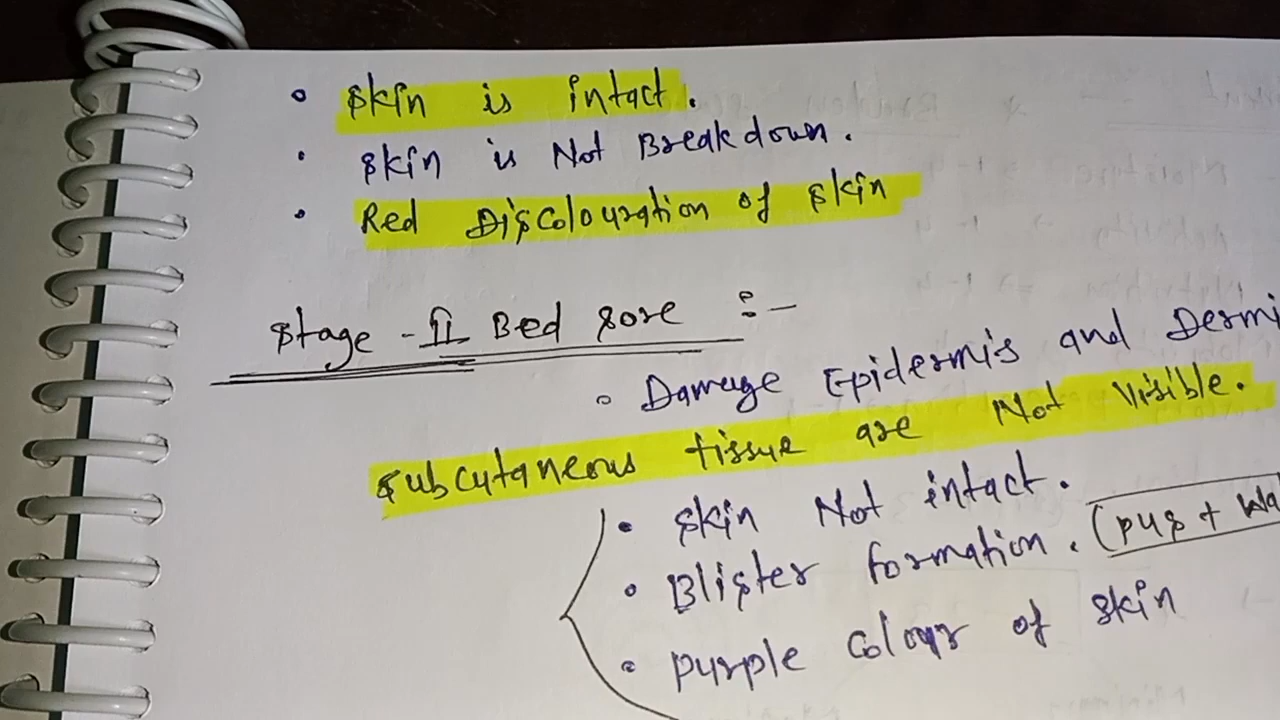 Skin is intact.
Skin is Not Breakdown.
Red Discolouration of skin
Stage - II Bed sore :-
Damage Epidermis and Dermi
Subcutaneous tissue are Not Visible.
Skin Not intact.
Blister formation. (pus + Wa
purple colour of skin